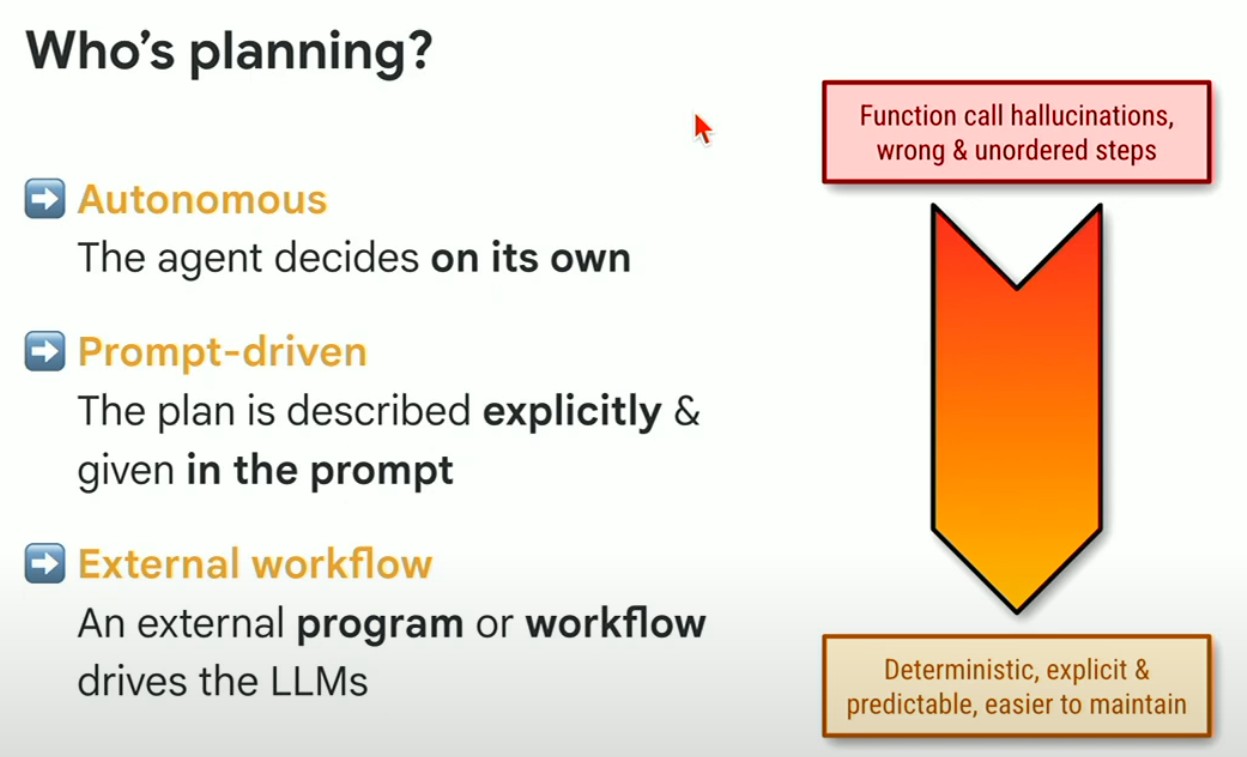 Who’s planning?
Function call hallucinations,
wrong & unordered steps
Autonomous
The agent decides on its own
Prompt-driven
The plan is described explicitly &
given in the prompt
External workflow
An external program or workflow
drives the LLMs
Deterministic, explicit &
predictable, easier to maintain